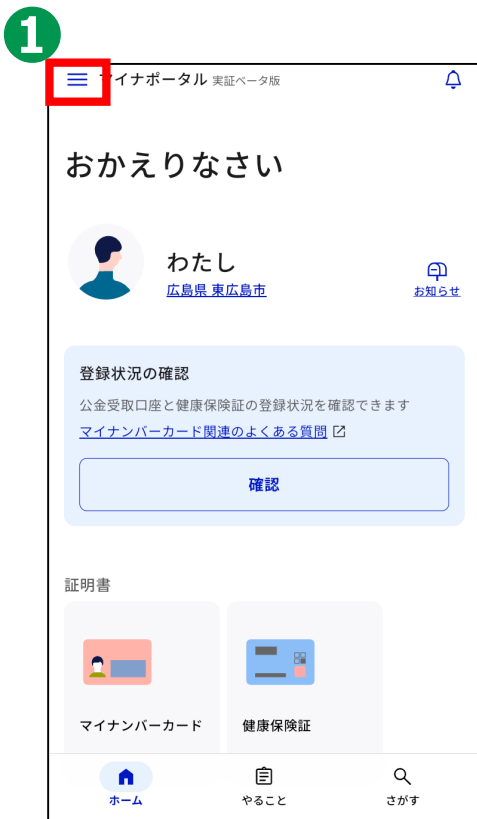 1
マイナポータル 実証ベータ版
おかえりなさい
わたし
広島県 東広島市
お知らせ
登録状況の確認
公金受取口座と健康保険証の登録状況を確認できます
マイナンバーカード関連のよくある質問
確認
証明書
マイナンバーカード
健康保険証
ホーム
やること
さがす